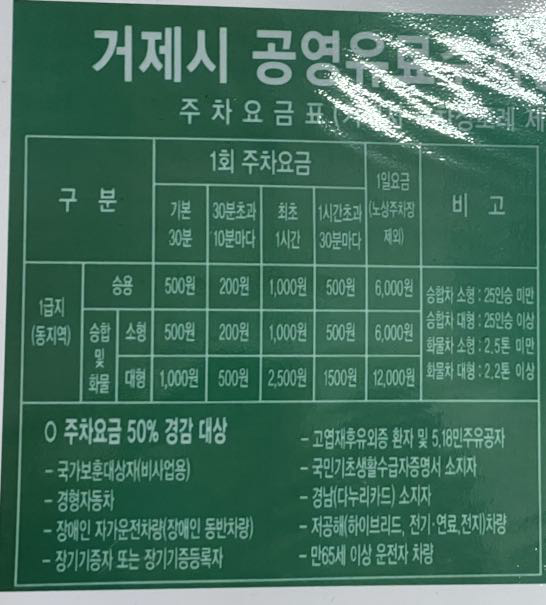 거제시 공영유료
주차요금표
구 분
1회 주차요금
1일요금
(노상주차장
제외)
비 고
기본
30분
30분초과
10분마다
최초
1시간
1시간초과
30분마다
1급지
(동지역)
승용
500원
200원
1,000원
500원
6,000원
승합
및
화물
소형
500원
200원
1,000원
500원
6,000원
대형
1,000원
500원
2,500원
1500원
12,000원
승합차 소형 : 25인승 미만
승합차 대형 : 25인승 이상
화물차 소형 : 2.5톤 미만
화물차 대형 : 2.2톤 이상
O 주차요금 50% 경감 대상
- 국가보훈대상자(비사업용)
- 경형자동차
- 장애인 자가운전차량(장애인 동반차량)
- 장기기증자 또는 장기기증등록자
- 고엽재후유외증 환자 및 5.18민주유공자
- 국민기초생활수급자증명서 소지자
- 경남(다누리카드) 소지자
- 저공해(하이브리드, 전기·연료,전지)차량
- 만65세 이상 운전자 차량